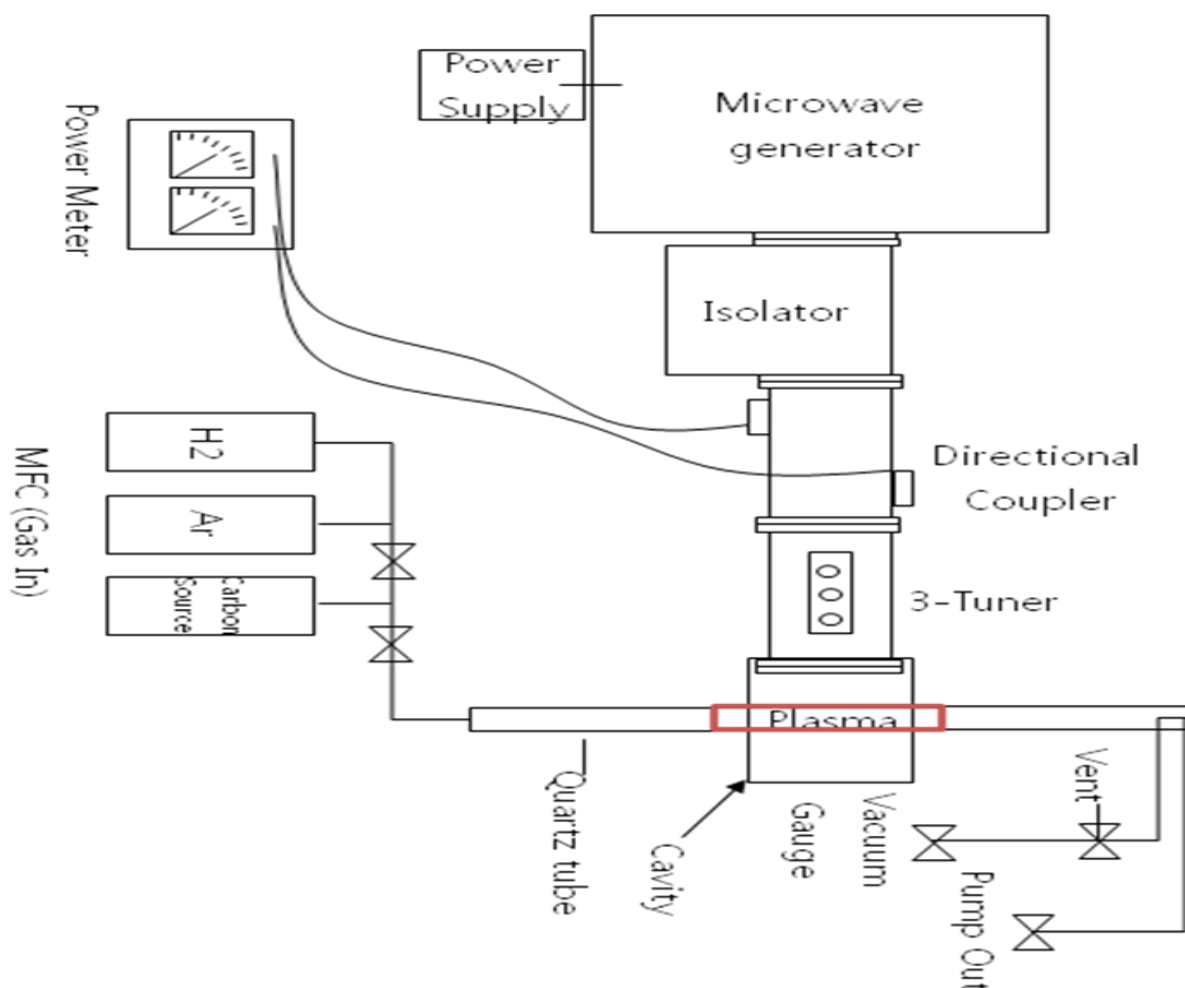 Power
Supply
Microwave
generator
Power Meter
Isolator
Directional
Coupler
H2
Ar
Carbon
Source
MFC (Gas In)
3-Tuner
Plasma
Quartz tube
Cavity
Vacuum
Gauge
Vent
Pump Out